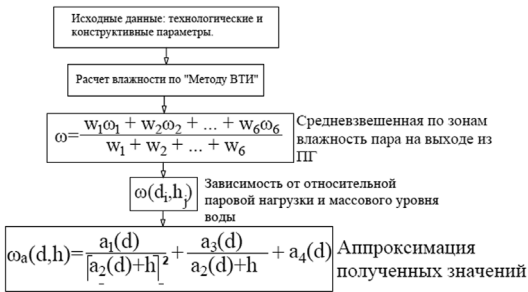 Исходные данные: технологические и
конструктивные параметры.
Расчет влажности по "Методу ВТИ"
ω=(w₁ω₁ + w₂ω₂ + ... + w₆ω₆)/(w₁ + w₂ + ... + w₆)
Средневзвешенная по зонам
влажность пара на выходе из
ПГ
ω(dᵢ,hⱼ)
Зависимость от относительной
паровой нагрузки и массового уровня
воды
ωₐ(d,h)=a₁(d)/[a₂(d)+h]² + a₃(d)/(a₂(d)+h) + a₄(d)
Аппроксимация
полученных значений